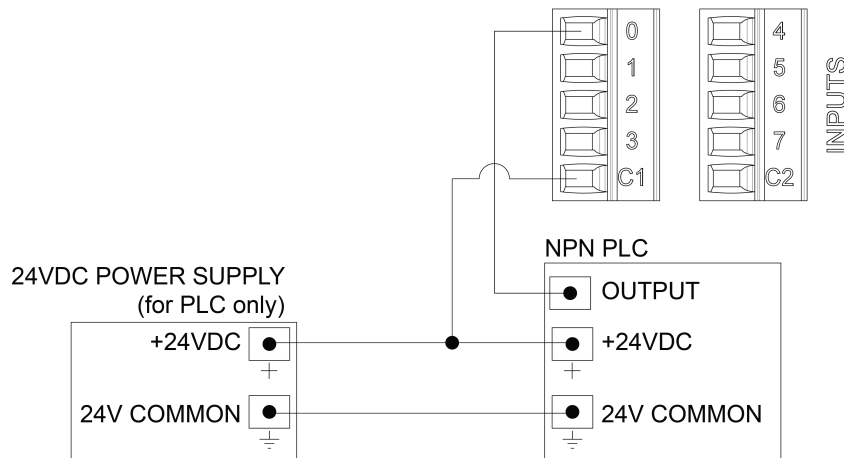 0
1
2
3
C1
4
5
6
7
C2
INPUTS
24VDC POWER SUPPLY
(for PLC only)
+24VDC
24V COMMON
NPN PLC
OUTPUT
+24VDC
24V COMMON